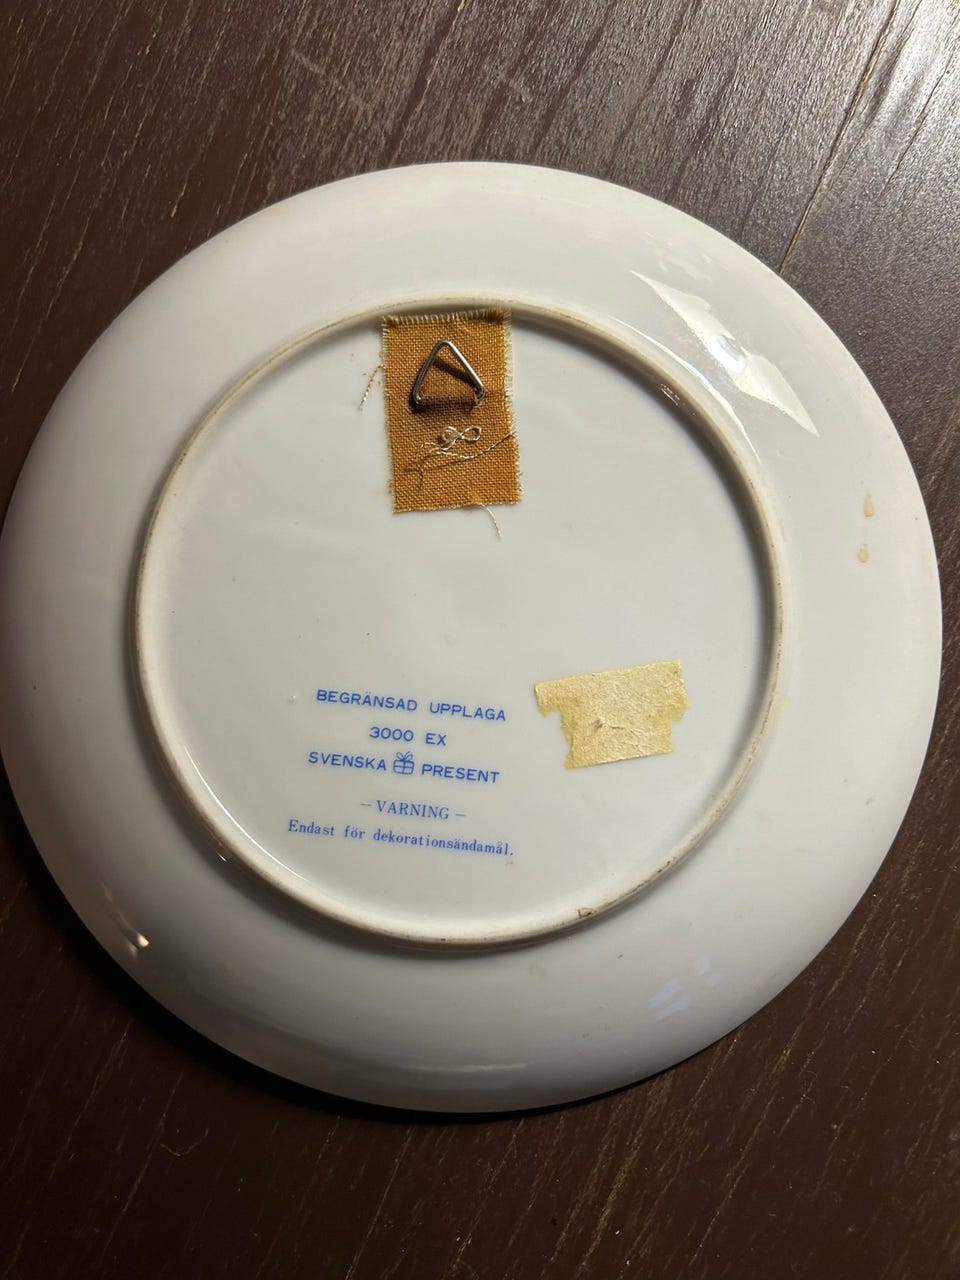 BEGRÄNSAD UPPLAGA
3000 EX
SVENSKA PRESENT
– VARNING –
Endast för dekorationsändamål.